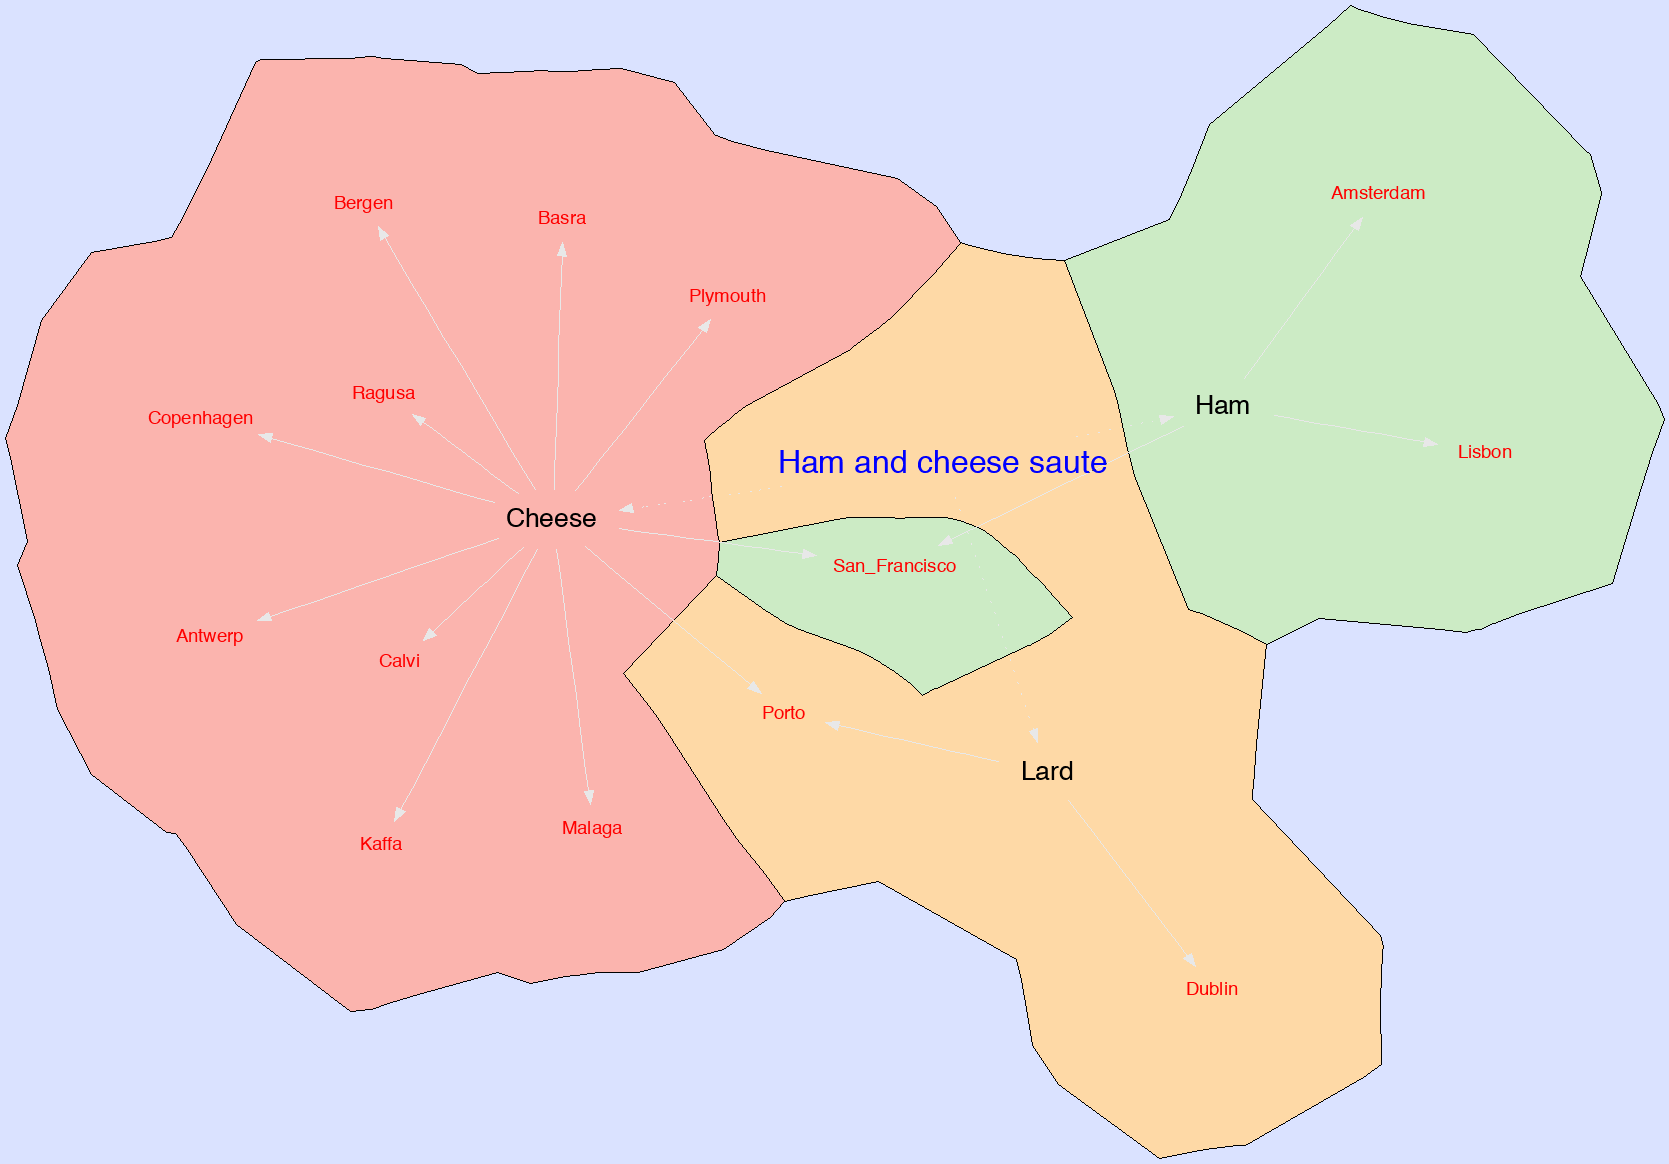 Amsterdam
Bergen
Basra
Plymouth
Ragusa
Ham
Copenhagen
Lisbon
Ham and cheese saute
Cheese
San_Francisco
Antwerp
Calvi
Porto
Lard
Malaga
Kaffa
Dublin